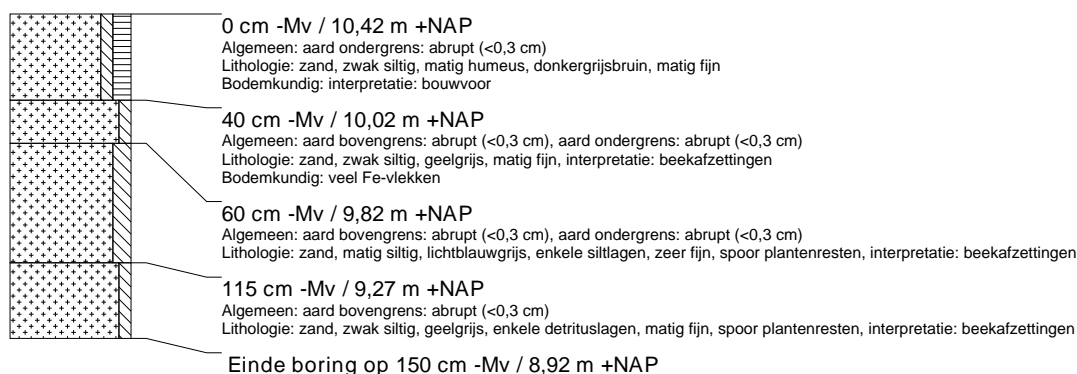 0 cm -Mv / 10,42 m +NAP
Algemeen: aard ondergrens: abrupt (<0,3 cm)
Lithologie: zand, zwak siltig, matig humeus, donkergrijsbruin, matig fijn
Bodemkundig: interpretatie: bouwvoor
40 cm -Mv / 10,02 m +NAP
Algemeen: aard bovengrens: abrupt (<0,3 cm), aard ondergrens: abrupt (<0,3 cm)
Lithologie: zand, zwak siltig, geelgrijs, matig fijn, interpretatie: beekafzettingen
Bodemkundig: veel Fe-vlekken
60 cm -Mv / 9,82 m +NAP
Algemeen: aard bovengrens: abrupt (<0,3 cm), aard ondergrens: abrupt (<0,3 cm)
Lithologie: zand, matig siltig, lichtblauwgrijs, enkele siltlagen, zeer fijn, spoor plantenresten, interpretatie: beekafzettingen
115 cm -Mv / 9,27 m +NAP
Algemeen: aard bovengrens: abrupt (<0,3 cm)
Lithologie: zand, zwak siltig, geelgrijs, enkele detrituslagen, matig fijn, spoor plantenresten, interpretatie: beekafzettingen
Einde boring op 150 cm -Mv / 8,92 m +NAP